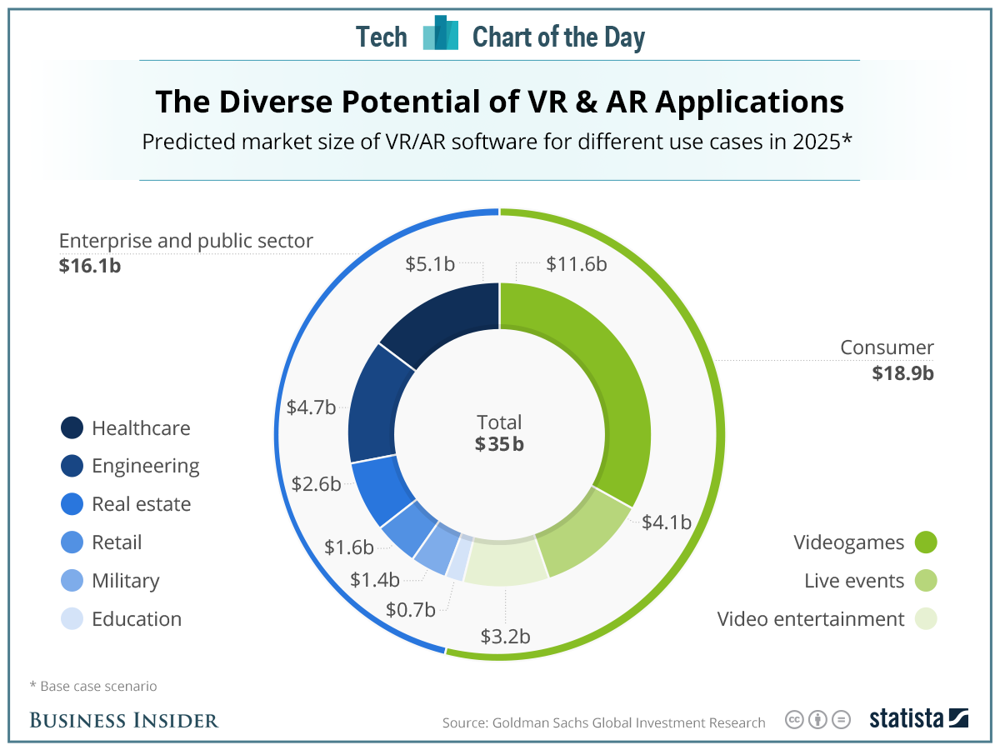 Tech Chart of the Day
The Diverse Potential of VR & AR Applications
Predicted market size of VR/AR software for different use cases in 2025*
Enterprise and public sector
$16.1b
$5.1b
$11.6b
Consumer
$18.9b
$4.7b
Total
$35b
$2.6b
$4.1b
$1.6b
$1.4b
$0.7b
$3.2b
Healthcare
Engineering
Real estate
Retail
Military
Education
Videogames
Live events
Video entertainment
* Base case scenario
BUSINESS INSIDER
Source: Goldman Sachs Global Investment Research
cc
statista